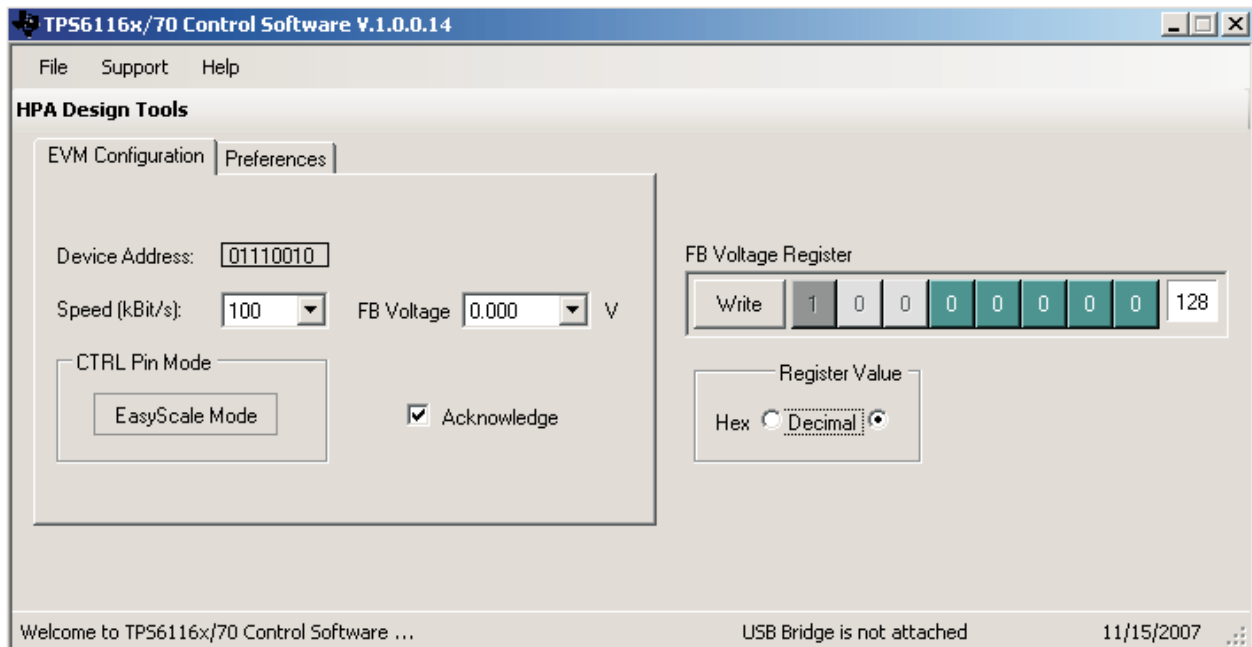 TPS6116x/70 Control Software V.1.0.0.14
File Support Help
HPA Design Tools
EVM Configuration Preferences
Device Address: 01110010
Speed (kBit/s): 100 FB Voltage 0.000 V
CTRL Pin Mode
EasyScale Mode
Acknowledge
FB Voltage Register
Write 1 0 0 0 0 0 0 0 128
Register Value
Hex Decimal
Welcome to TPS6116x/70 Control Software ... USB Bridge is not attached 11/15/2007